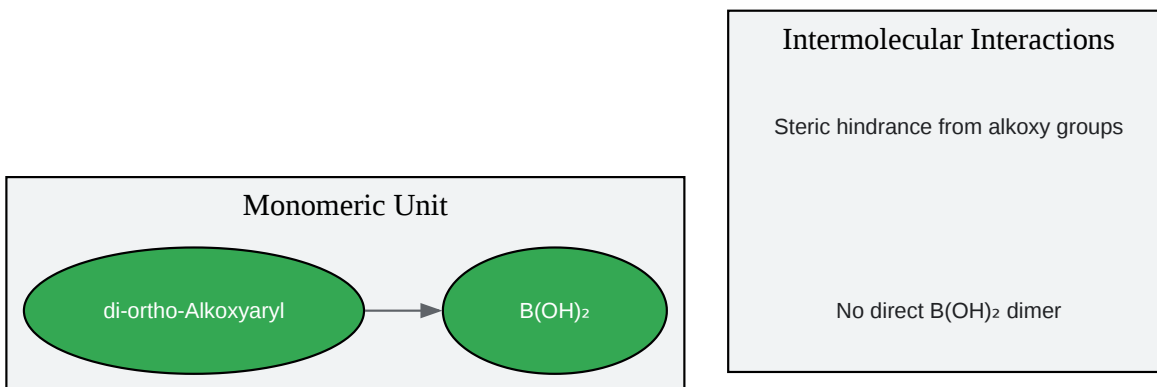 Intermolecular Interactions
Steric hindrance from alkoxy groups
Monomeric Unit
di-ortho-Alkoxyaryl
B(OH)₂
No direct B(OH)₂ dimer